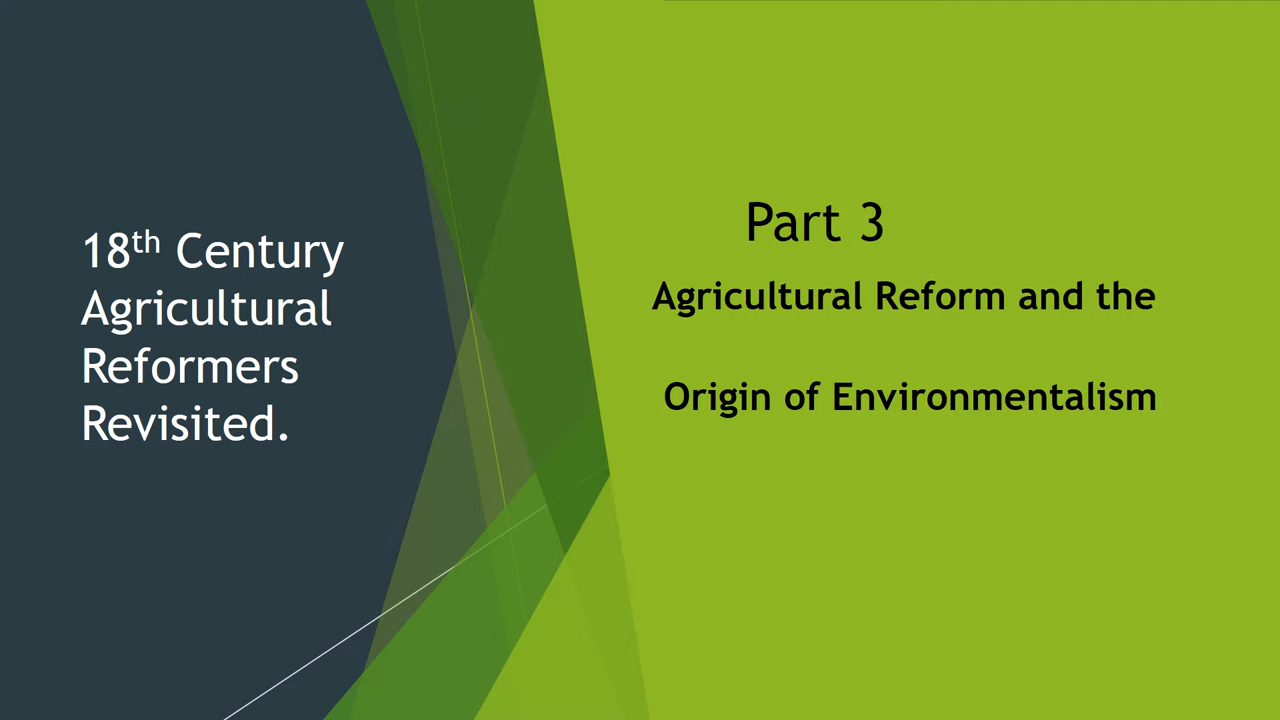 18th Century
Agricultural
Reformers
Revisited.
Part 3
Agricultural Reform and the
Origin of Environmentalism